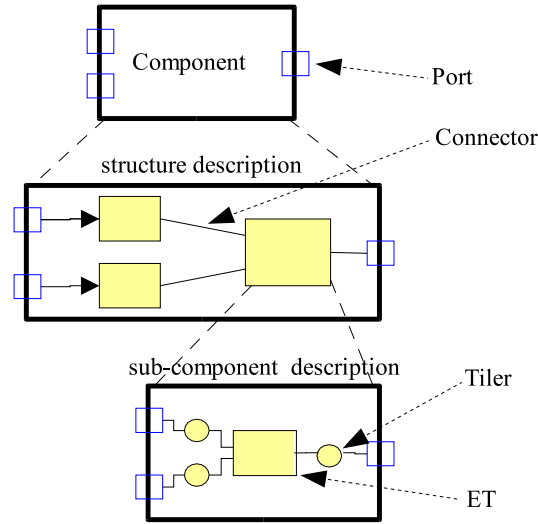 Component
Port
Connector
structure description
sub-component description
Tiler
ET